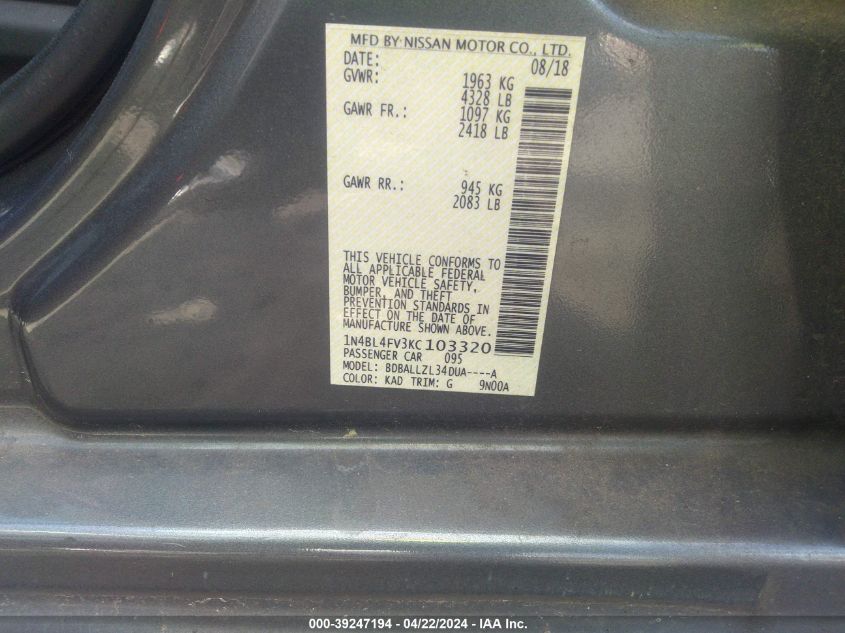 MFD BY NISSAN MOTOR CO., LTD.
DATE: 08/18
GVWR: 1963 KG
4328 LB
GAWR FR.: 1097 KG
2418 LB
GAWR RR.: 945 KG
2083 LB
THIS VEHICLE CONFORMS TO
ALL APPLICABLE FEDERAL
MOTOR VEHICLE SAFETY,
BUMPER, AND THEFT
PREVENTION STANDARDS IN
EFFECT ON THE DATE OF
MANUFACTURE SHOWN ABOVE.
1N4BL4FV3KC103320
PASSENGER CAR 095
MODEL: BDBALLZL34DUA----A
COLOR: KAD TRIM: G 9N00A
000-39247194 - 04/22/2024 - IAA Inc.